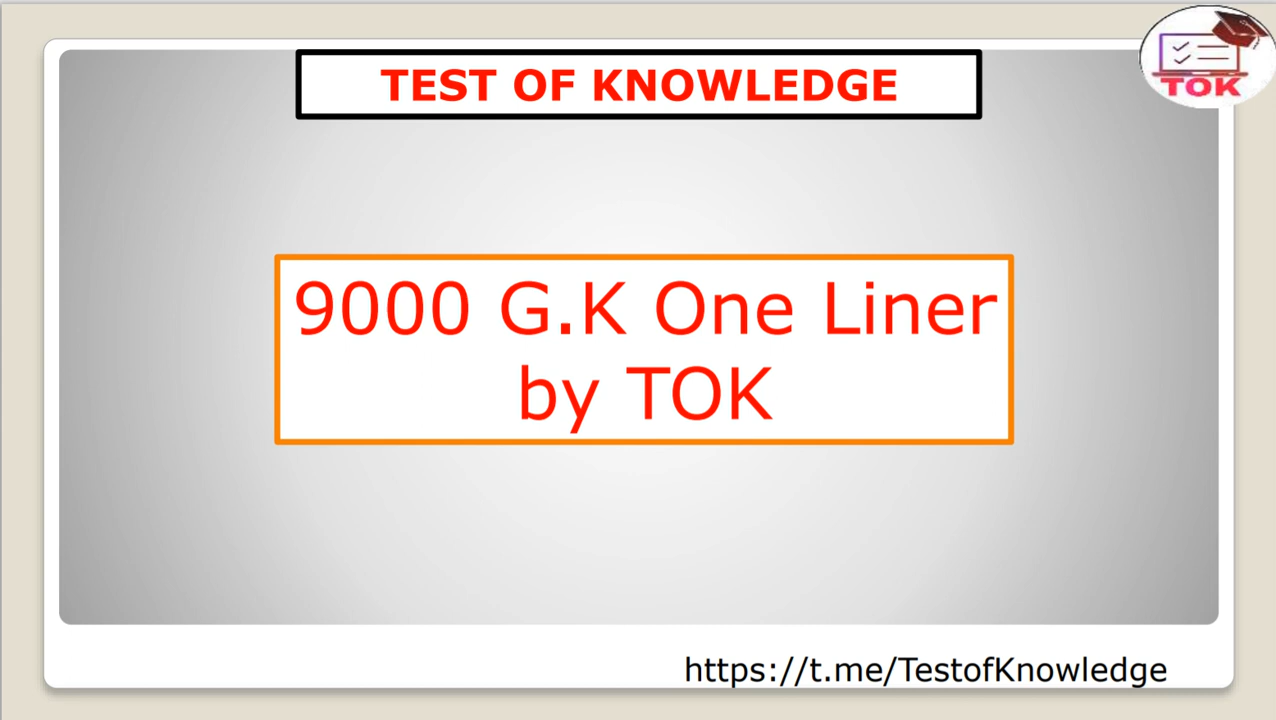 TOK
TEST OF KNOWLEDGE
9000 G.K One Liner
by TOK
https://t.me/TestofKnowledge